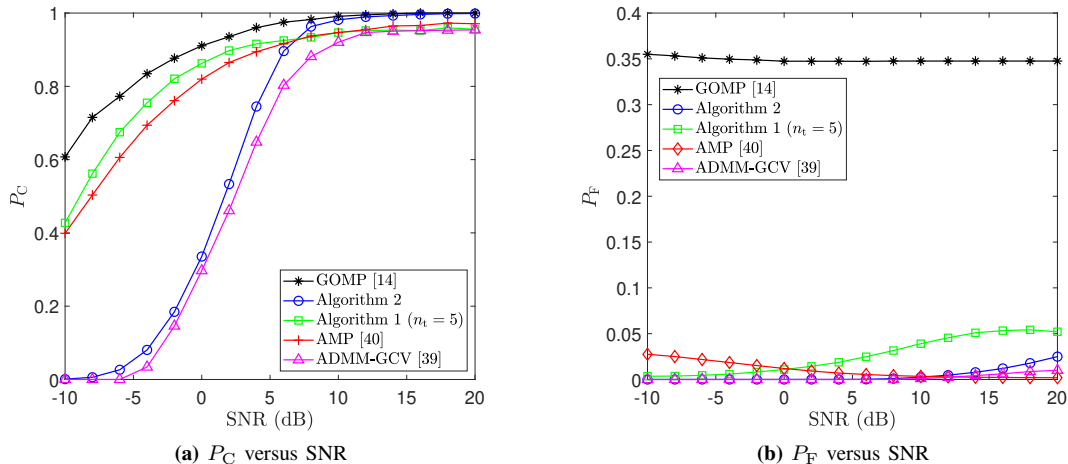 1
0.8
0.6
0.4
0.2
0
-10
-5
0
5
10
15
20
P_C
SNR (dB)
GOMP [14]
Algorithm 2
Algorithm 1 (n_t = 5)
AMP [40]
ADMM-GCV [39]
(a) P_C versus SNR
0.4
0.35
0.3
0.25
0.2
0.15
0.1
0.05
0
-10
-5
0
5
10
15
20
P_F
SNR (dB)
GOMP [14]
Algorithm 2
Algorithm 1 (n_t = 5)
AMP [40]
ADMM-GCV [39]
(b) P_F versus SNR